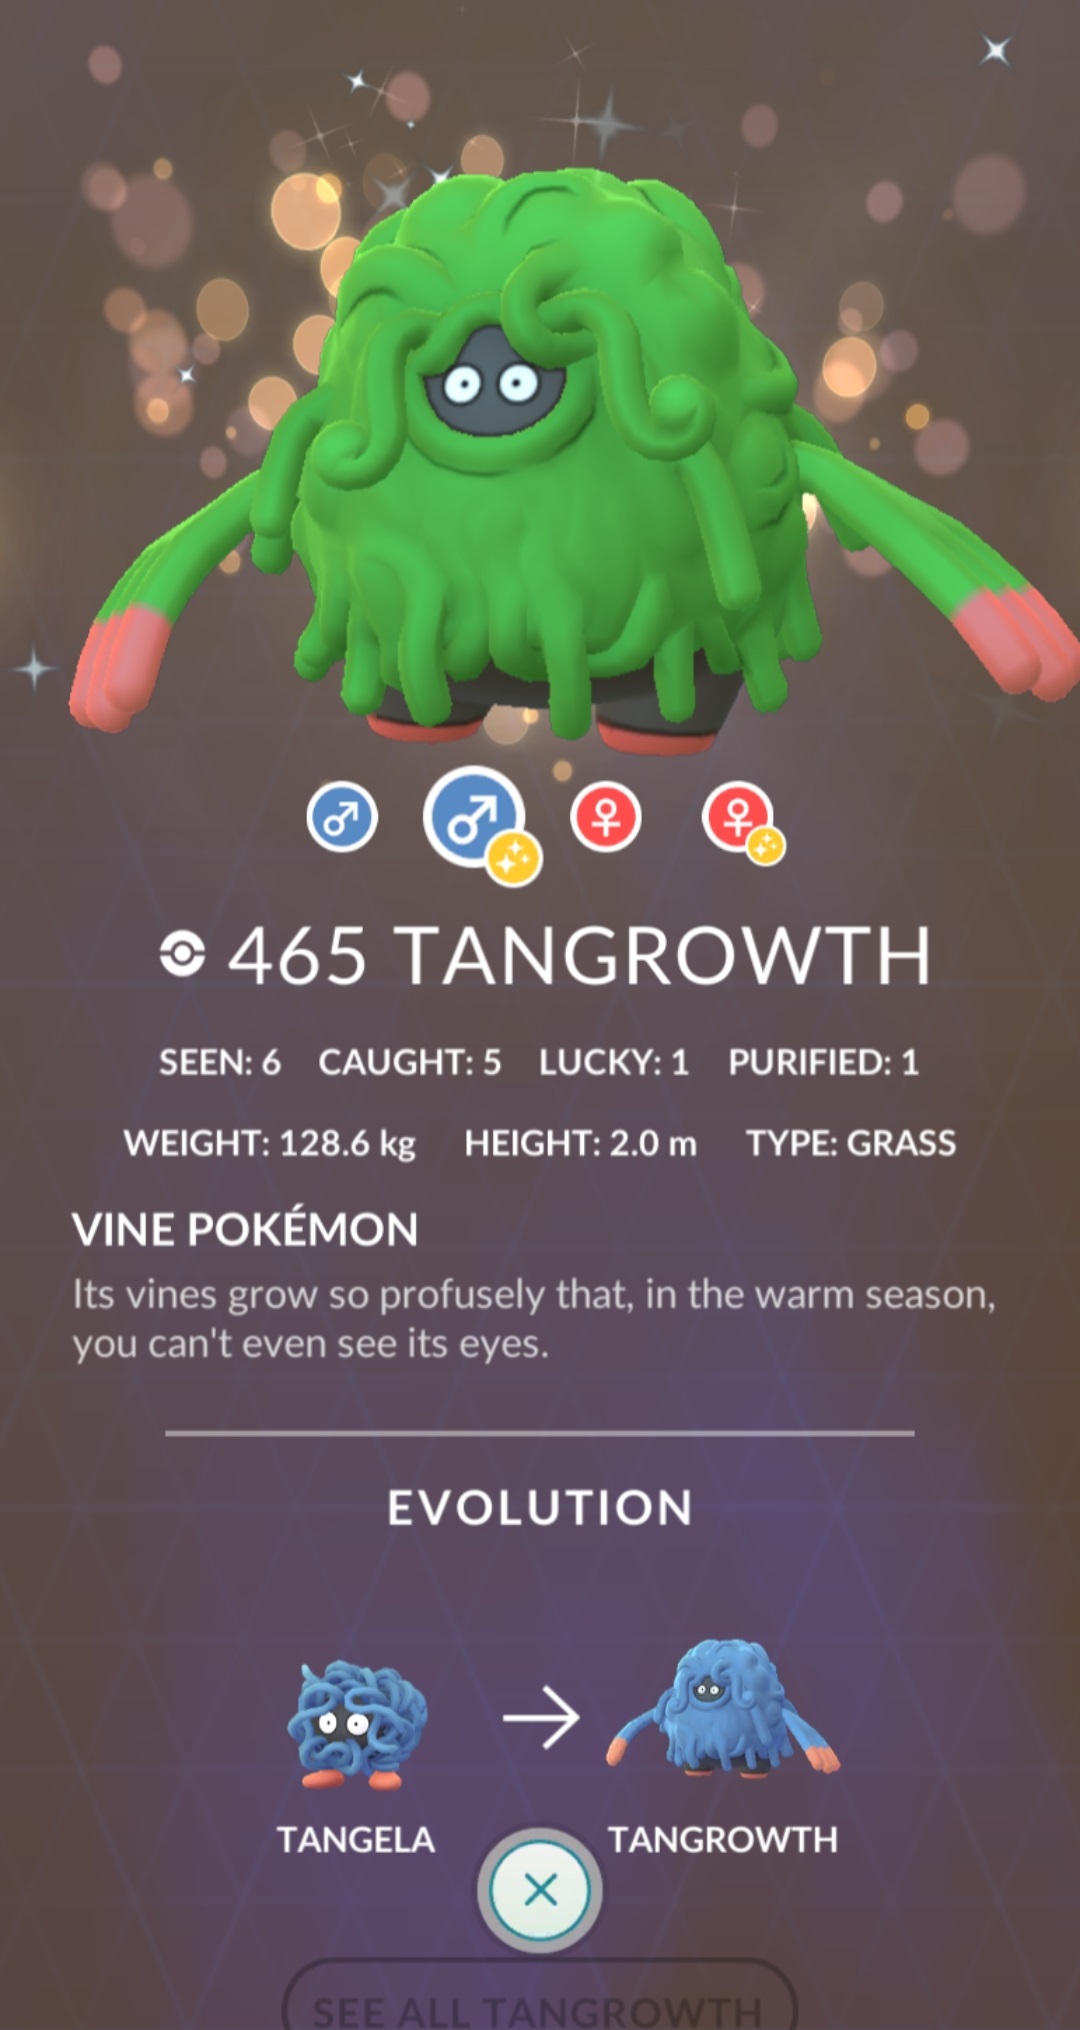 465 TANGROWTH
SEEN: 6 CAUGHT: 5 LUCKY: 1 PURIFIED: 1
WEIGHT: 128.6 kg HEIGHT: 2.0 m TYPE: GRASS
VINE POKÉMON
Its vines grow so profusely that, in the warm season,
you can't even see its eyes.
EVOLUTION
TANGELA TANGROWTH
SEE ALL TANGROWTH